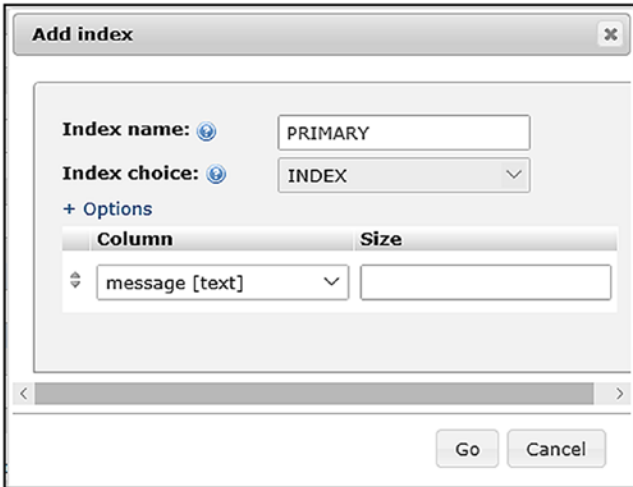 Add index
Index name:
PRIMARY
Index choice:
INDEX
+ Options
Column Size
message [text]
Go Cancel